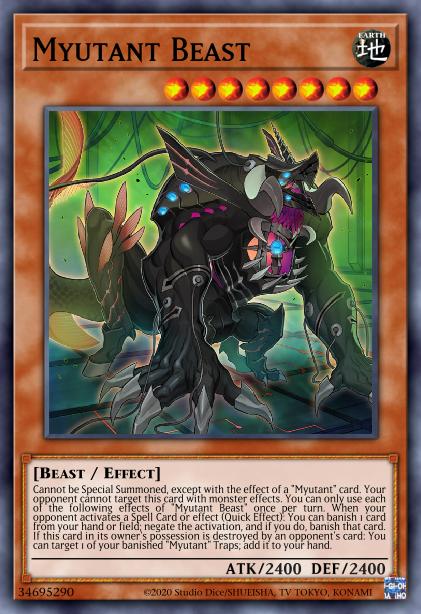 MYUTANT BEAST
EARTH
地
[BEAST / EFFECT]
Cannot be Special Summoned, except with the effect of a "Myutant" card. Your
opponent cannot target this card with monster effects. You can only use each
of the following effects of "Myutant Beast" once per turn. When your
opponent activates a Spell Card or effect (Quick Effect): You can banish 1 card
from your hand or field; negate the activation, and if you do, banish that card.
If this card in its owner's possession is destroyed by an opponent's card: You
can target 1 of your banished "Myutant" Traps; add it to your hand.
ATK/2400 DEF/2400
34695290
©2020 Studio Dice/SHUEISHA, TV TOKYO, KONAMI